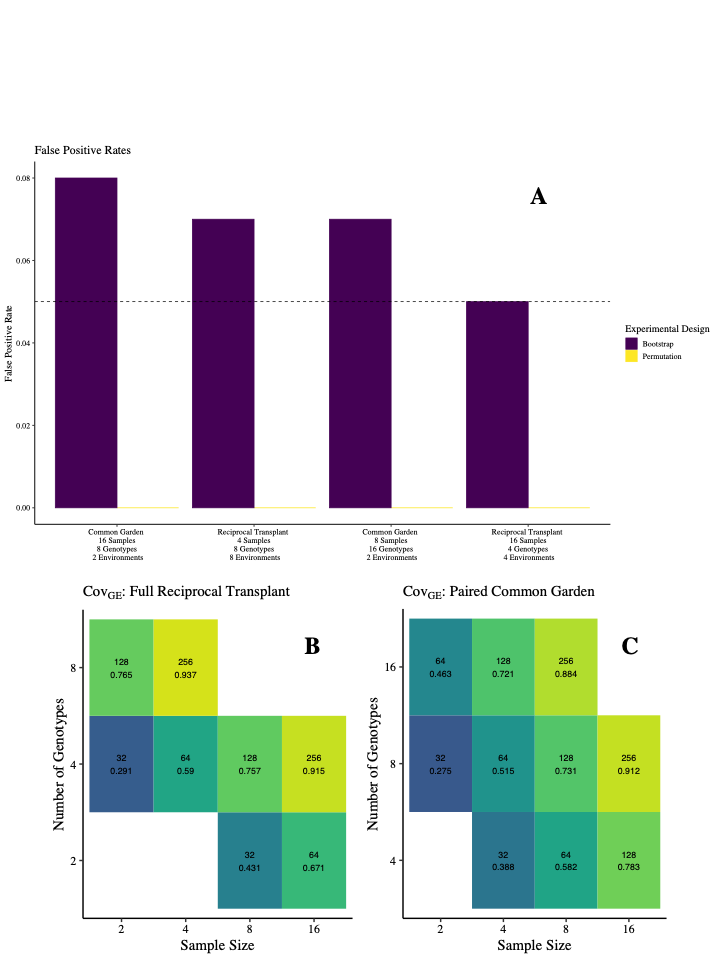 False Positive Rates
A
0.08
0.06
0.04
0.02
0.00
False Positive Rate
Experimental Design
Bootstrap
Permutation
Common Garden
16 Samples
8 Genotypes
2 Environments
Reciprocal Transplant
4 Samples
8 Genotypes
8 Environments
Common Garden
8 Samples
16 Genotypes
2 Environments
Reciprocal Transplant
16 Samples
4 Genotypes
4 Environments
CovGE: Full Reciprocal Transplant
B
Number of Genotypes
8
4
2
128
0.765
256
0.937
32
0.291
64
0.59
128
0.757
256
0.915
32
0.431
64
0.671
2
4
8
16
Sample Size
CovGE: Paired Common Garden
C
Number of Genotypes
16
8
4
64
0.463
128
0.721
256
0.884
32
0.275
64
0.515
128
0.731
256
0.912
32
0.388
64
0.582
128
0.783
2
4
8
16
Sample Size